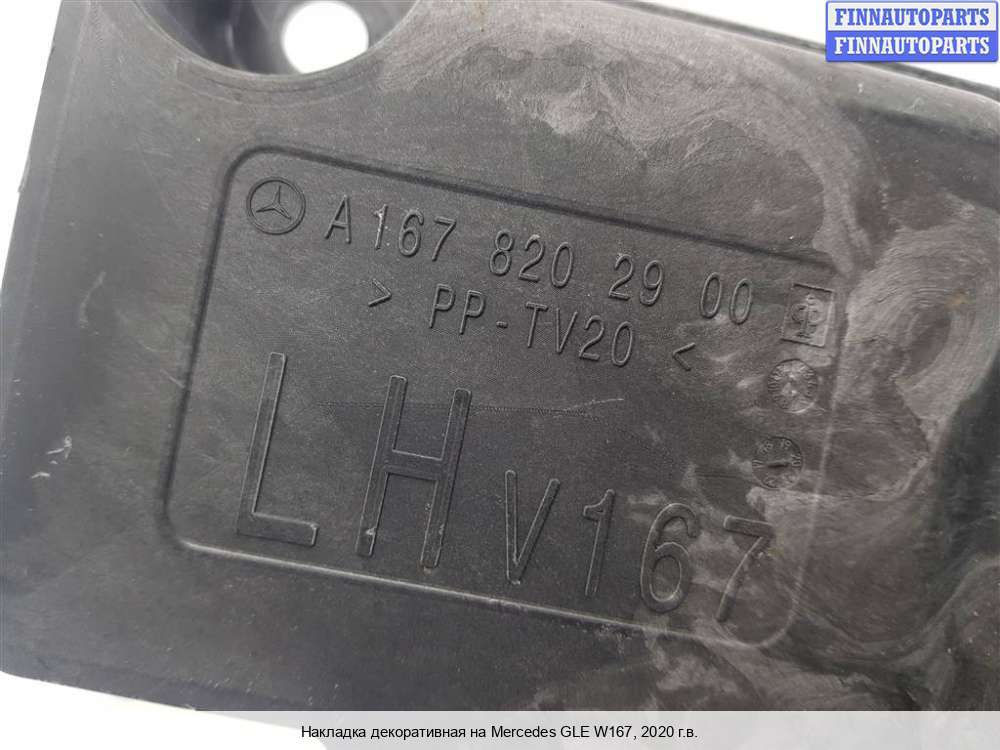 FINNAUTOPARTS
FINNAUTOPARTS
A 167 820 29 00
> PP-TV20 <
LH V167
Накладка декоративная на Mercedes GLE W167, 2020 г.в.